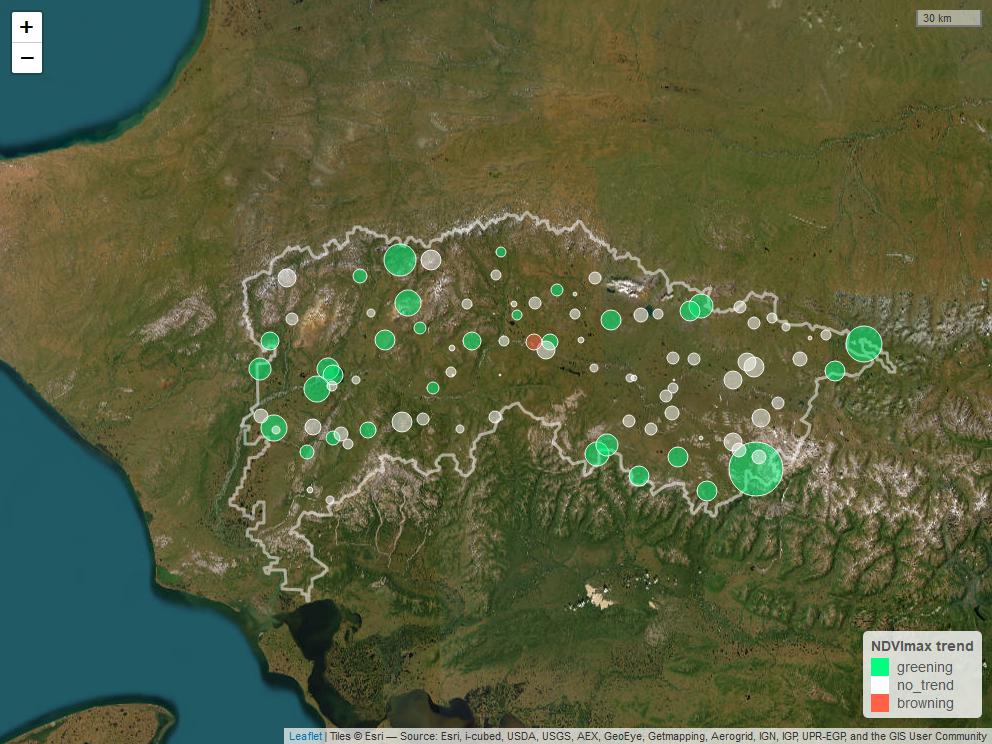 +
30 km
−
NDVImax trend
greening
no_trend
browning
Leaflet | Tiles © Esri — Source: Esri, i-cubed, USDA, USGS, AEX, GeoEye, Getmapping, Aerogrid, IGN, IGP, UPR-EGP, and the GIS User Community